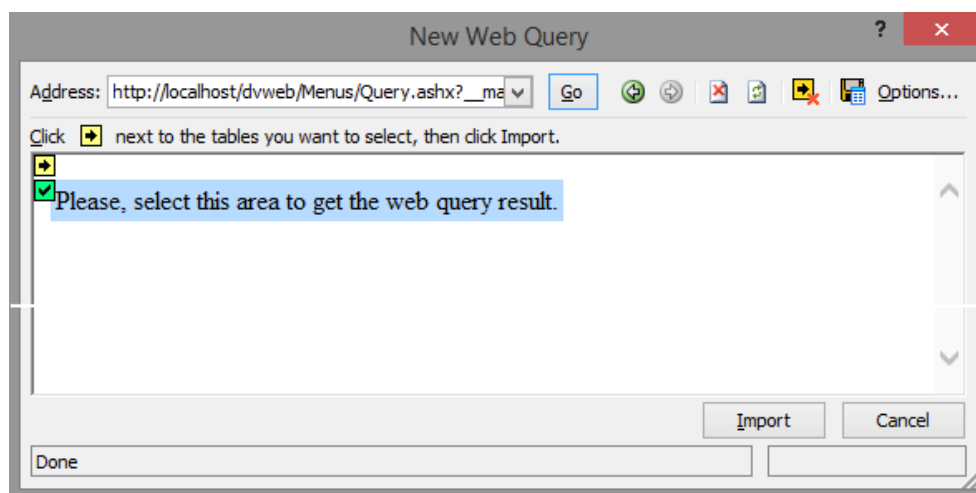 New Web Query ?
Address: http://localhost/dvweb/Menus/Query.ashx?__ma Go Options...
Click next to the tables you want to select, then click Import.
Please, select this area to get the web query result.
Import Cancel
Done